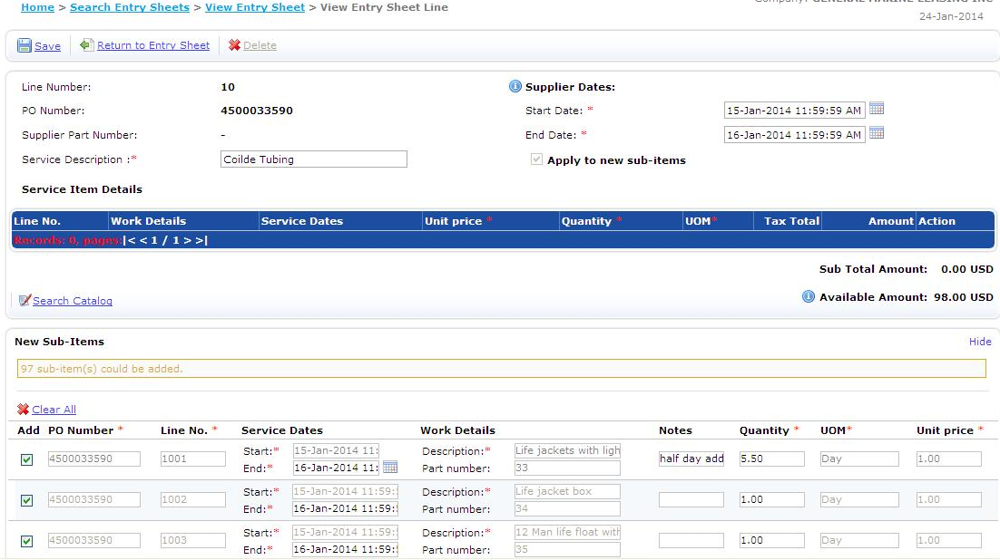 Home > Search Entry Sheets > View Entry Sheet > View Entry Sheet Line
Company: GENERAL MARINE LEASING INC
24-Jan-2014
Save Return to Entry Sheet Delete
Line Number: 10
PO Number: 4500033590
Supplier Part Number: -
Service Description :* Coilde Tubing
Supplier Dates:
Start Date: * 15-Jan-2014 11:59:59 AM
End Date: * 16-Jan-2014 11:59:59 AM
Apply to new sub-items
Service Item Details
Line No. Work Details Service Dates Unit price * Quantity * UOM* Tax Total Amount Action
Records: 0, pages:|< < 1 / 1 > >|
Sub Total Amount: 0.00 USD
Search Catalog
Available Amount: 98.00 USD
New Sub-Items Hide
97 sub-item(s) could be added.
Clear All
Add PO Number * Line No. * Service Dates Work Details Notes Quantity * UOM* Unit price *
4500033590 1001 Start:* 15-Jan-2014 11: Description:* Life jackets with ligh half day add 5.50 Day 1.00
End:* 16-Jan-2014 11: Part number: 33
4500033590 1002 Start:* 15-Jan-2014 11:59: Description:* Life jacket box 1.00 Day 1.00
End:* 16-Jan-2014 11:59: Part number: 34
4500033590 1003 Start:* 15-Jan-2014 11:59: Description:* 12 Man life float with 1.00 Day 1.00
End:* 16-Jan-2014 11:59: Part number: 35